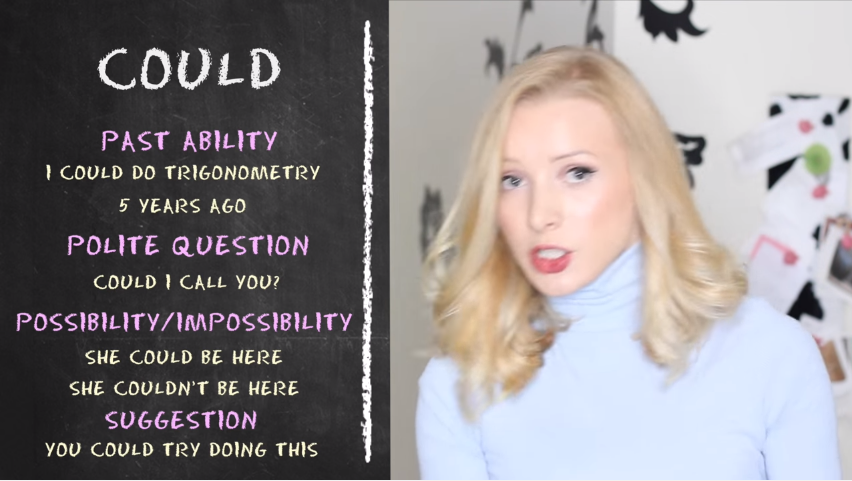 COULD
PAST ABILITY
I COULD DO TRIGONOMETRY
5 YEARS AGO
POLITE QUESTION
COULD I CALL YOU?
POSSIBILITY/IMPOSSIBILITY
SHE COULD BE HERE
SHE COULDN'T BE HERE
SUGGESTION
YOU COULD TRY DOING THIS